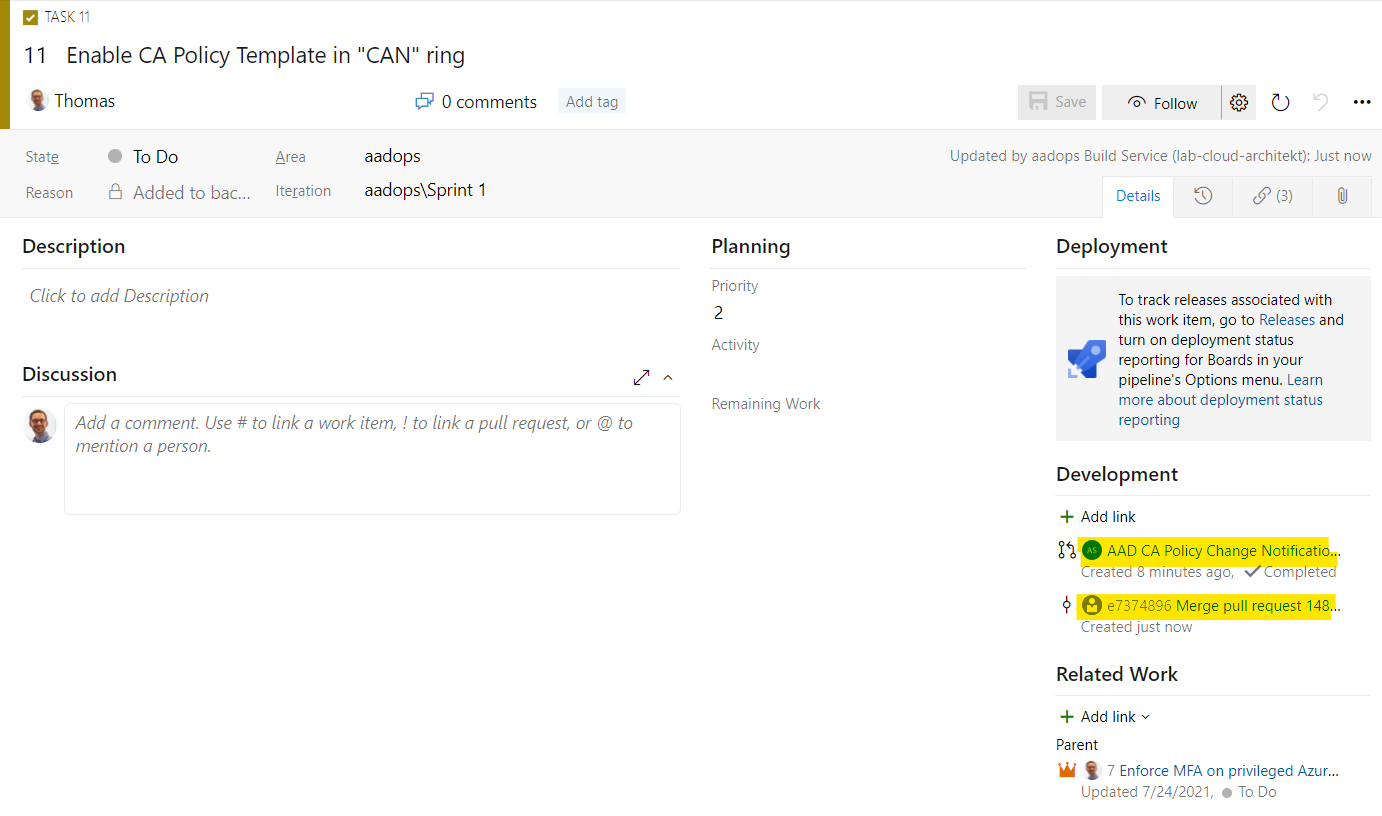 TASK 11
11 Enable CA Policy Template in "CAN" ring
Thomas
0 comments
Add tag
Save
Follow
State
To Do
Area
aadops
Updated by aadops Build Service (lab-cloud-architekt): Just now
Reason
Added to bac...
Iteration
aadops\Sprint 1
Details
(3)
Description
Click to add Description
Discussion
Add a comment. Use # to link a work item, ! to link a pull request, or @ to
mention a person.
Planning
Priority
2
Activity
Remaining Work
Deployment
To track releases associated with
this work item, go to Releases and
turn on deployment status
reporting for Boards in your
pipeline's Options menu. Learn
more about deployment status
reporting
Development
Add link
AS AAD CA Policy Change Notificatio...
Created 8 minutes ago, Completed
e7374896 Merge pull request 148...
Created just now
Related Work
Add link
Parent
7 Enforce MFA on privileged Azur...
Updated 7/24/2021, To Do